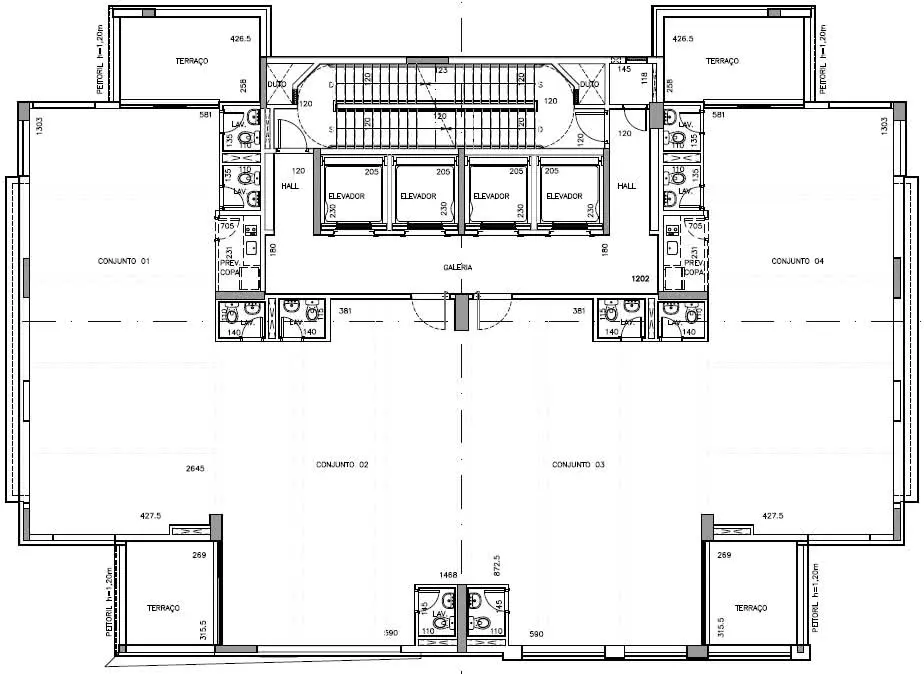 PEITORIL h=1,20m
426.5
TERRAÇO
258
DUTO
D
120
123
120
S
DUTO
145
118
426.5
TERRAÇO
258
PEITORIL h=1,20m
1303
581
LAV.
135
110
120
120
120
120
120
S
D
120
120
LAV.
135
110
581
1303
135
110
LAV.
120
HALL
205
ELEVADOR
230
205
ELEVADOR
230
205
ELEVADOR
230
205
ELEVADOR
230
HALL
110
135
LAV.
705
231
PREV.
COPA
180
180
705
231
PREV.
COPA
CONJUNTO 01
GALERIA
1202
CONJUNTO 04
110
LAV.
140
LAV.
115
140
381
381
115
LAV.
140
LAV.
110
140
2645
CONJUNTO 02
CONJUNTO 03
427.5
427.5
PEITORIL h=1,20m
269
TERRAÇO
315.5
1468
872.5
145
LAV.
110
145
110
590
590
269
TERRAÇO
315.5
PEITORIL h=1,20m